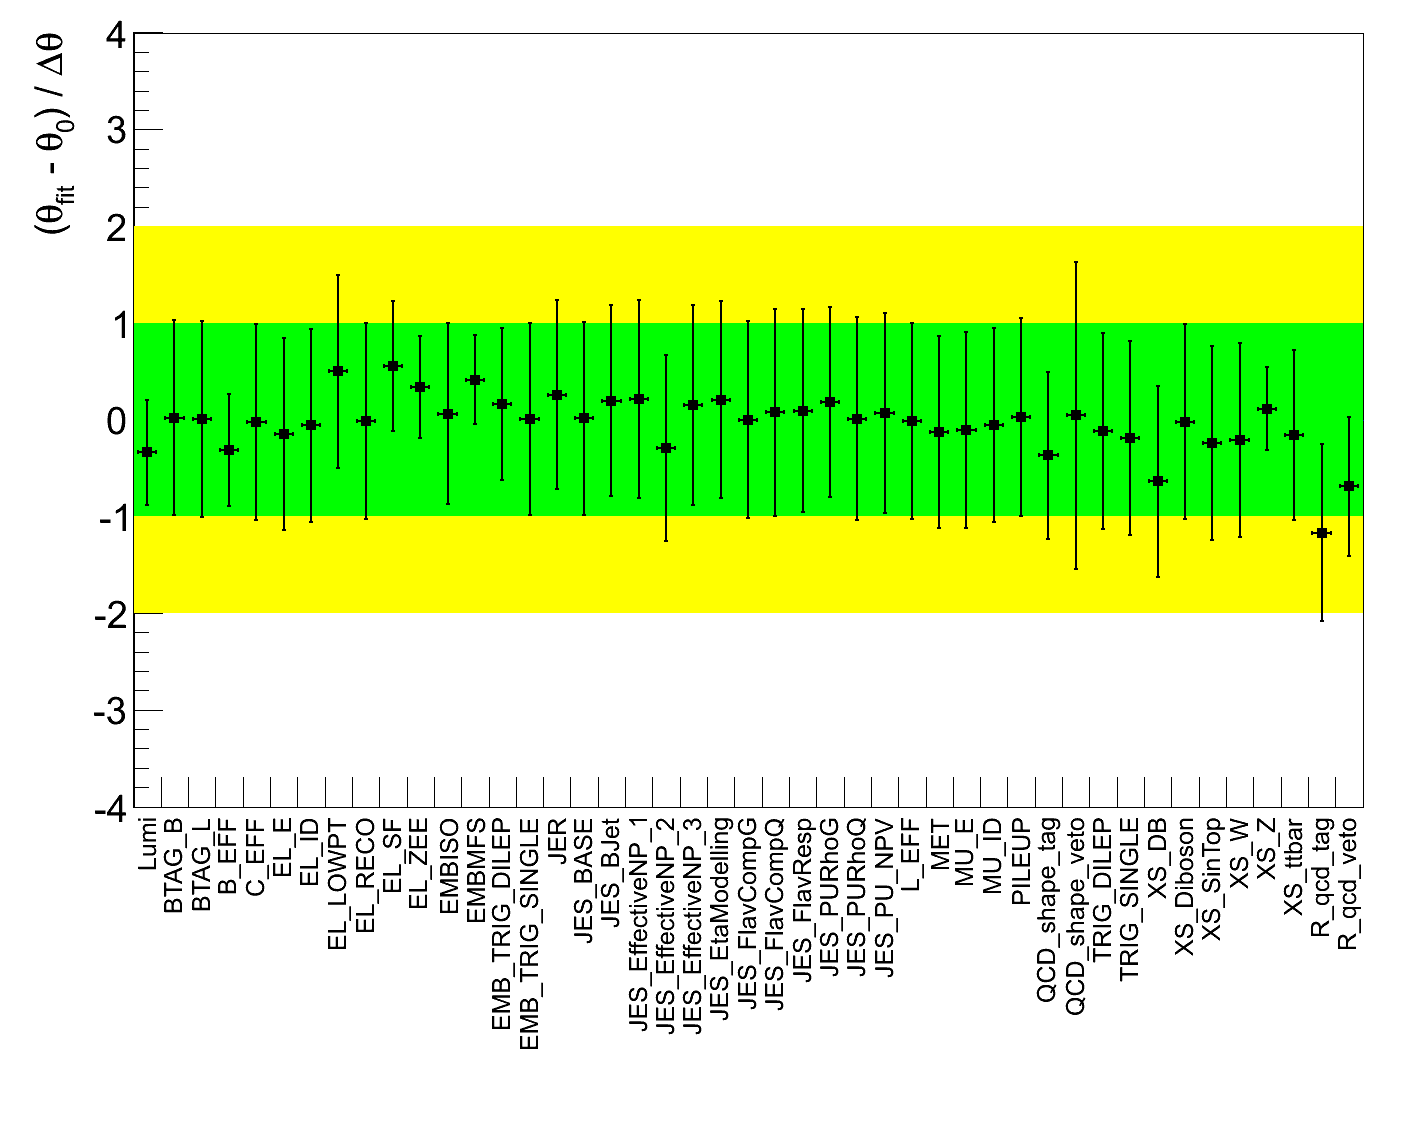 (θfit - θ0) / Δθ
4
3
2
1
0
-1
-2
-3
-4
Lumi
BTAG_B
BTAG_L
B_EFF
C_EFF
EL_E
EL_ID
EL_LOWPT
EL_RECO
EL_SF
EL_ZEE
EMBISO
EMBMFS
EMB_TRIG_DILEP
EMB_TRIG_SINGLE
JER
JES_BASE
JES_BJet
JES_EffectiveNP_1
JES_EffectiveNP_2
JES_EffectiveNP_3
JES_EtaModelling
JES_FlavCompG
JES_FlavCompQ
JES_FlavResp
JES_PURhoG
JES_PURhoQ
JES_PU_NPV
L_EFF
MET
MU_E
MU_ID
PILEUP
QCD_shape_tag
QCD_shape_veto
TRIG_DILEP
TRIG_SINGLE
XS_DB
XS_Diboson
XS_SinTop
XS_W
XS_Z
XS_ttbar
R_qcd_tag
R_qcd_veto